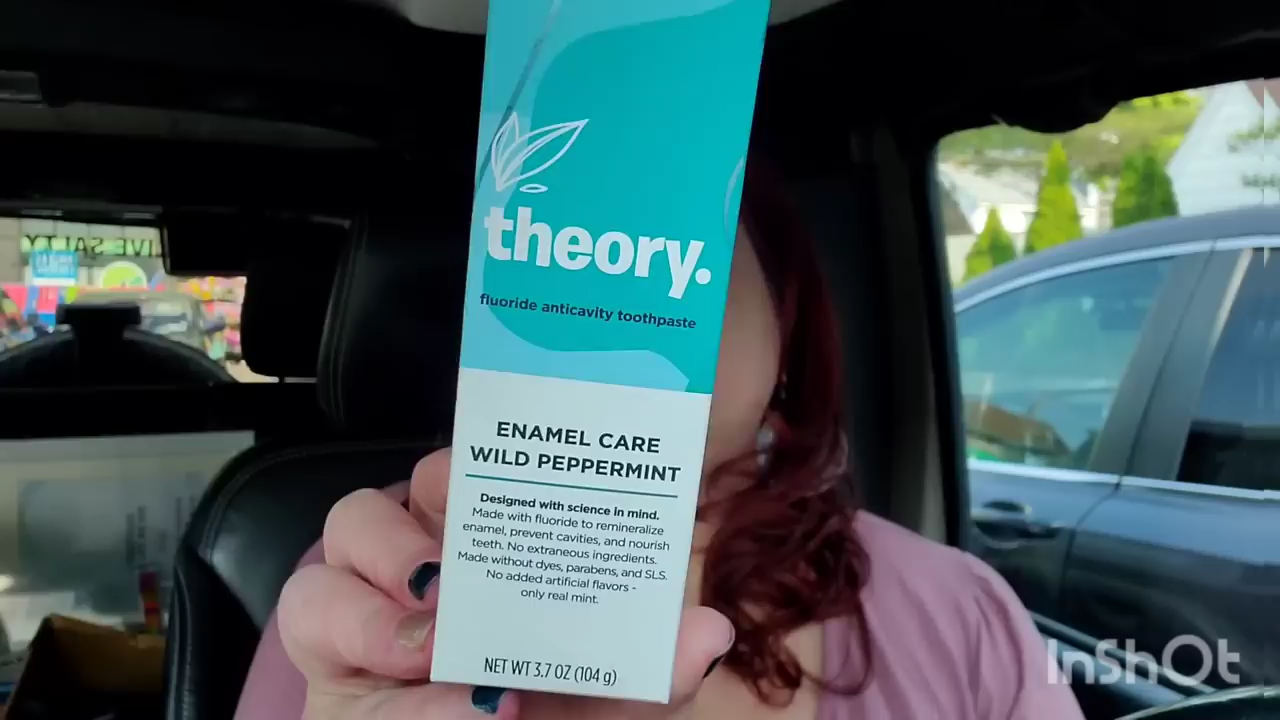 theory.
fluoride anticavity toothpaste
ENAMEL CARE
WILD PEPPERMINT
Designed with science in mind.
Made with fluoride to remineralize
enamel, prevent cavities, and nourish
teeth. No extraneous ingredients.
Made without dyes, parabens, and SLS.
No added artificial flavors -
only real mint.
NET WT 3.7 OZ (104 g)
LIVE SALTY
InShOt